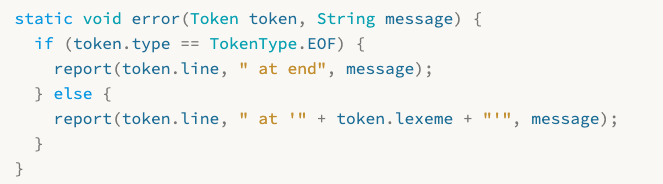 static void error(Token token, String message) {
  if (token.type == TokenType.EOF) {
    report(token.line, " at end", message);
  } else {
    report(token.line, " at '" + token.lexeme + "'", message);
  }
}